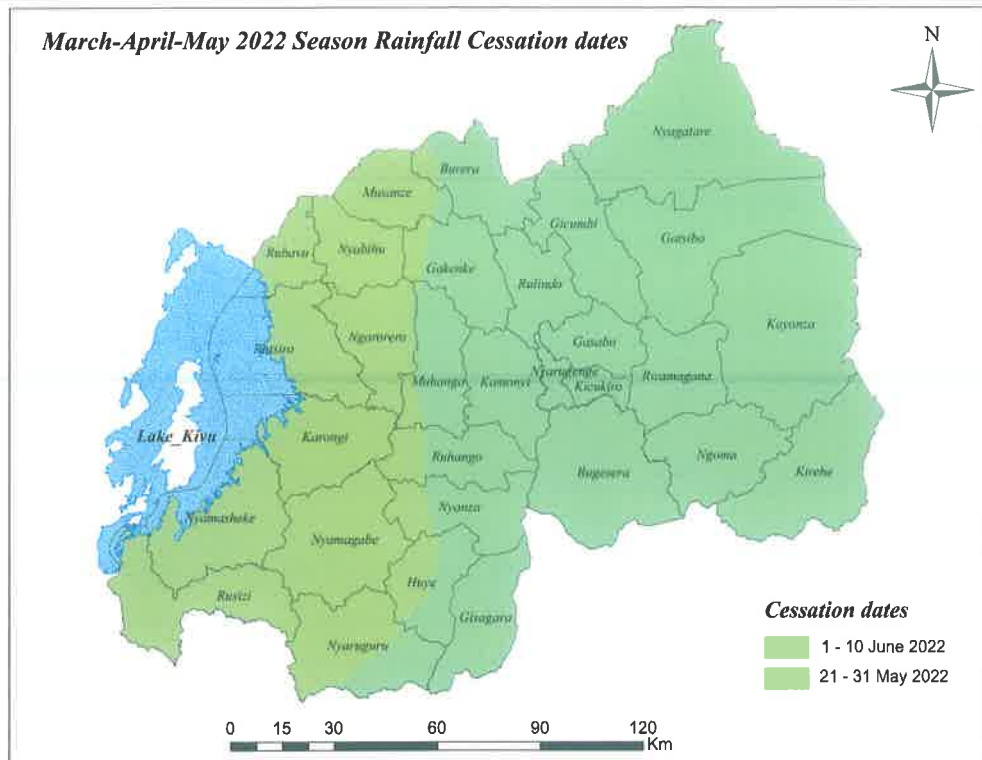 March-April-May 2022 Season Rainfall Cessation dates
N
Nyagatare
Burera
Musanze
Gicumbi
Gatsibo
Nyabihu
Rubavu
Gakenke
Rulindo
Kayonza
Ngororero
Gasabo
Rutsiro
Nyarugenge
Rwamagana
Muhanga
Kamonyi
Kicukiro
Lake_Kivu
Karongi
Ruhango
Ngoma
Bugesera
Kirehe
Nyanza
Nyamasheke
Nyamagabe
Huye
Rusizi
Gisagara
Nyaruguru
Cessation dates
1 - 10 June 2022
21 - 31 May 2022
0 15 30 60 90 120
Km